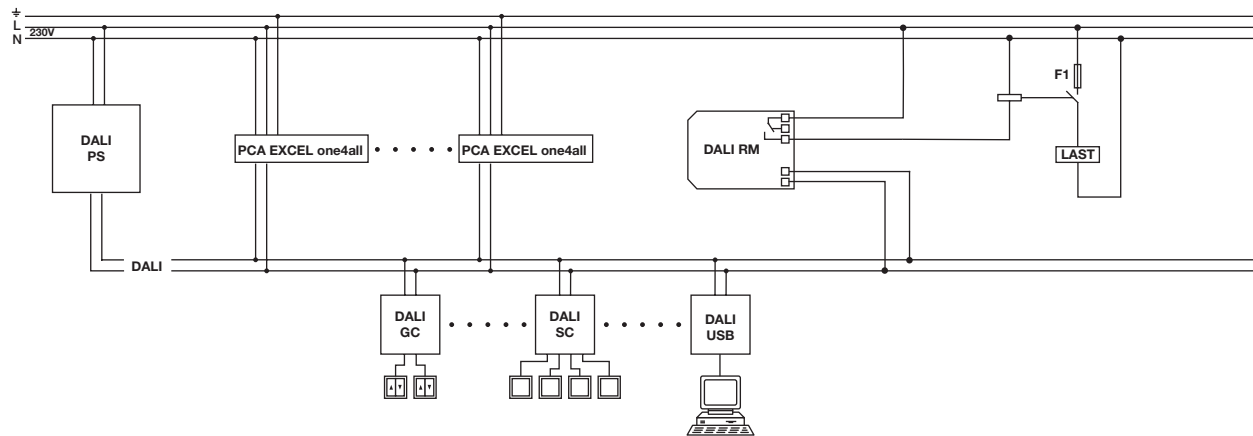 L
230V
N
F1
DALI
PS
PCA EXCEL one4all
PCA EXCEL one4all
DALI RM
LAST
DALI
DALI
GC
DALI
SC
DALI
USB